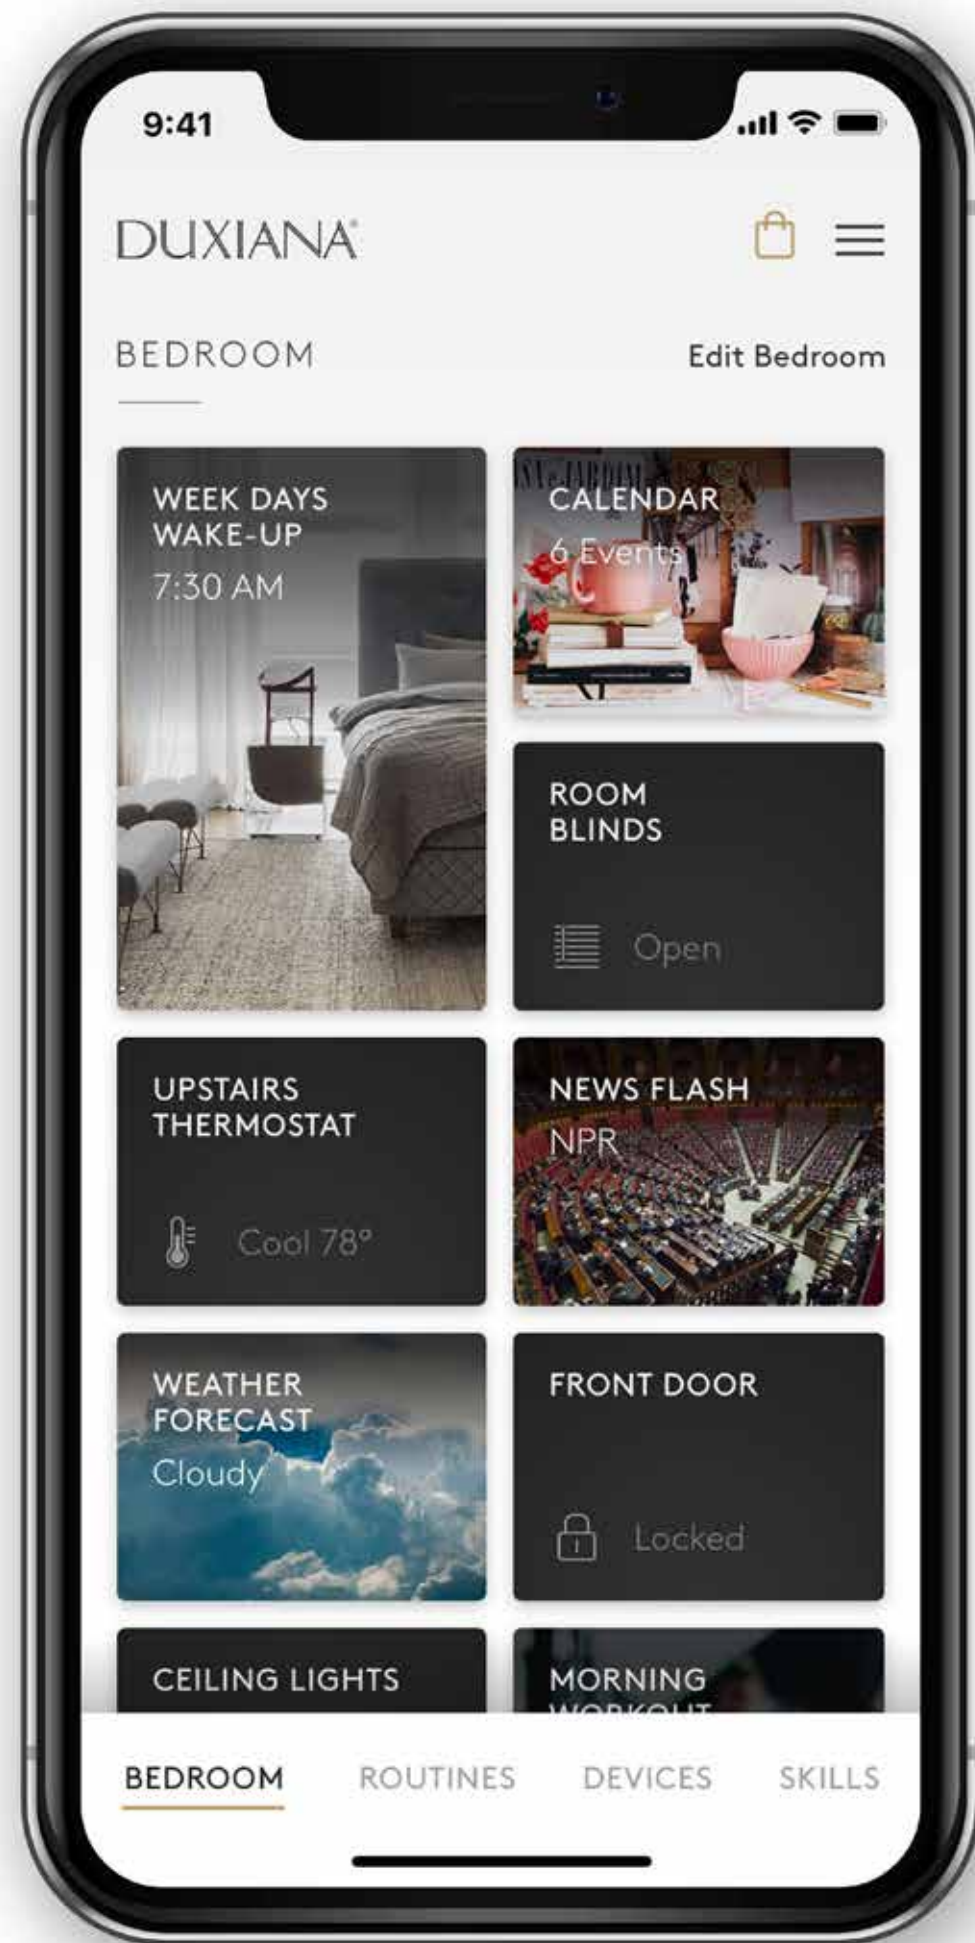 9:41
DUXIANA®
BEDROOM
Edit Bedroom
WEEK DAYS
WAKE-UP
7:30 AM
CALENDAR
6 Events
ROOM
BLINDS
Open
UPSTAIRS
THERMOSTAT
Cool 78°
NEWS FLASH
NPR
WEATHER
FORECAST
Cloudy
FRONT DOOR
Locked
CEILING LIGHTS
MORNING
WORKOUT
BEDROOM
ROUTINES
DEVICES
SKILLS